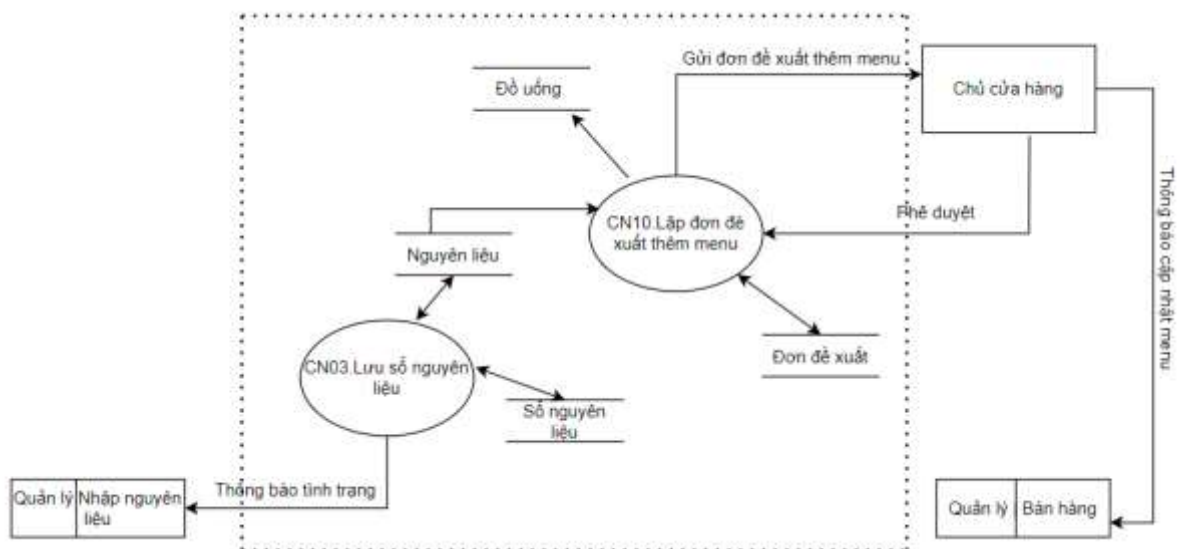 Gửi đơn đề xuất thêm menu
Chủ cửa hàng
Đồ uống
CN10.Lập đơn đề
xuất thêm menu
Phê duyệt
Thông báo cập nhật menu
Nguyên liệu
Đơn đề xuất
CN03.Lưu sổ nguyên
liệu
Sổ nguyên
liệu
Thông báo tình trạng
Quản lý
Nhập nguyên
liệu
Quản lý
Bán hàng